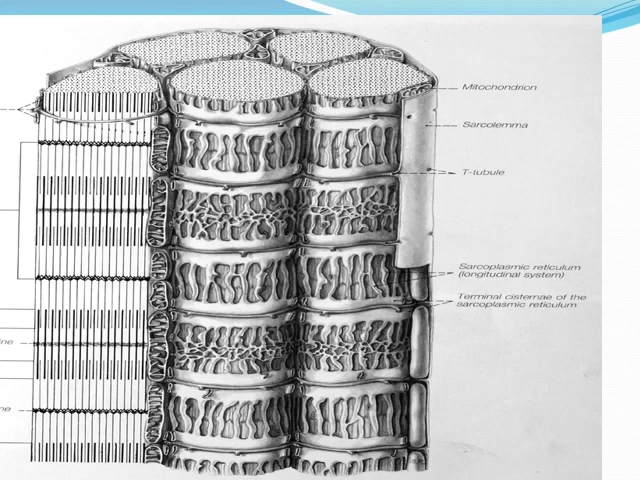 Mitochondrion
Sarcolemma
T-tubule
Sarcoplasmic reticulum
(longitudinal system)
Terminal cisternae of the
sarcoplasmic reticulum